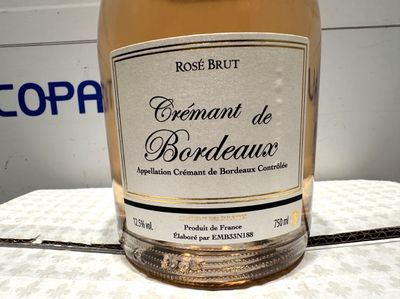 ROSÉ BRUT
COPA
Crémant de
Bordeaux
Appellation Crémant de Bordeaux Contrôlée
12.5% vol.
750 ml
Produit de France
Élaboré par EMB33N188